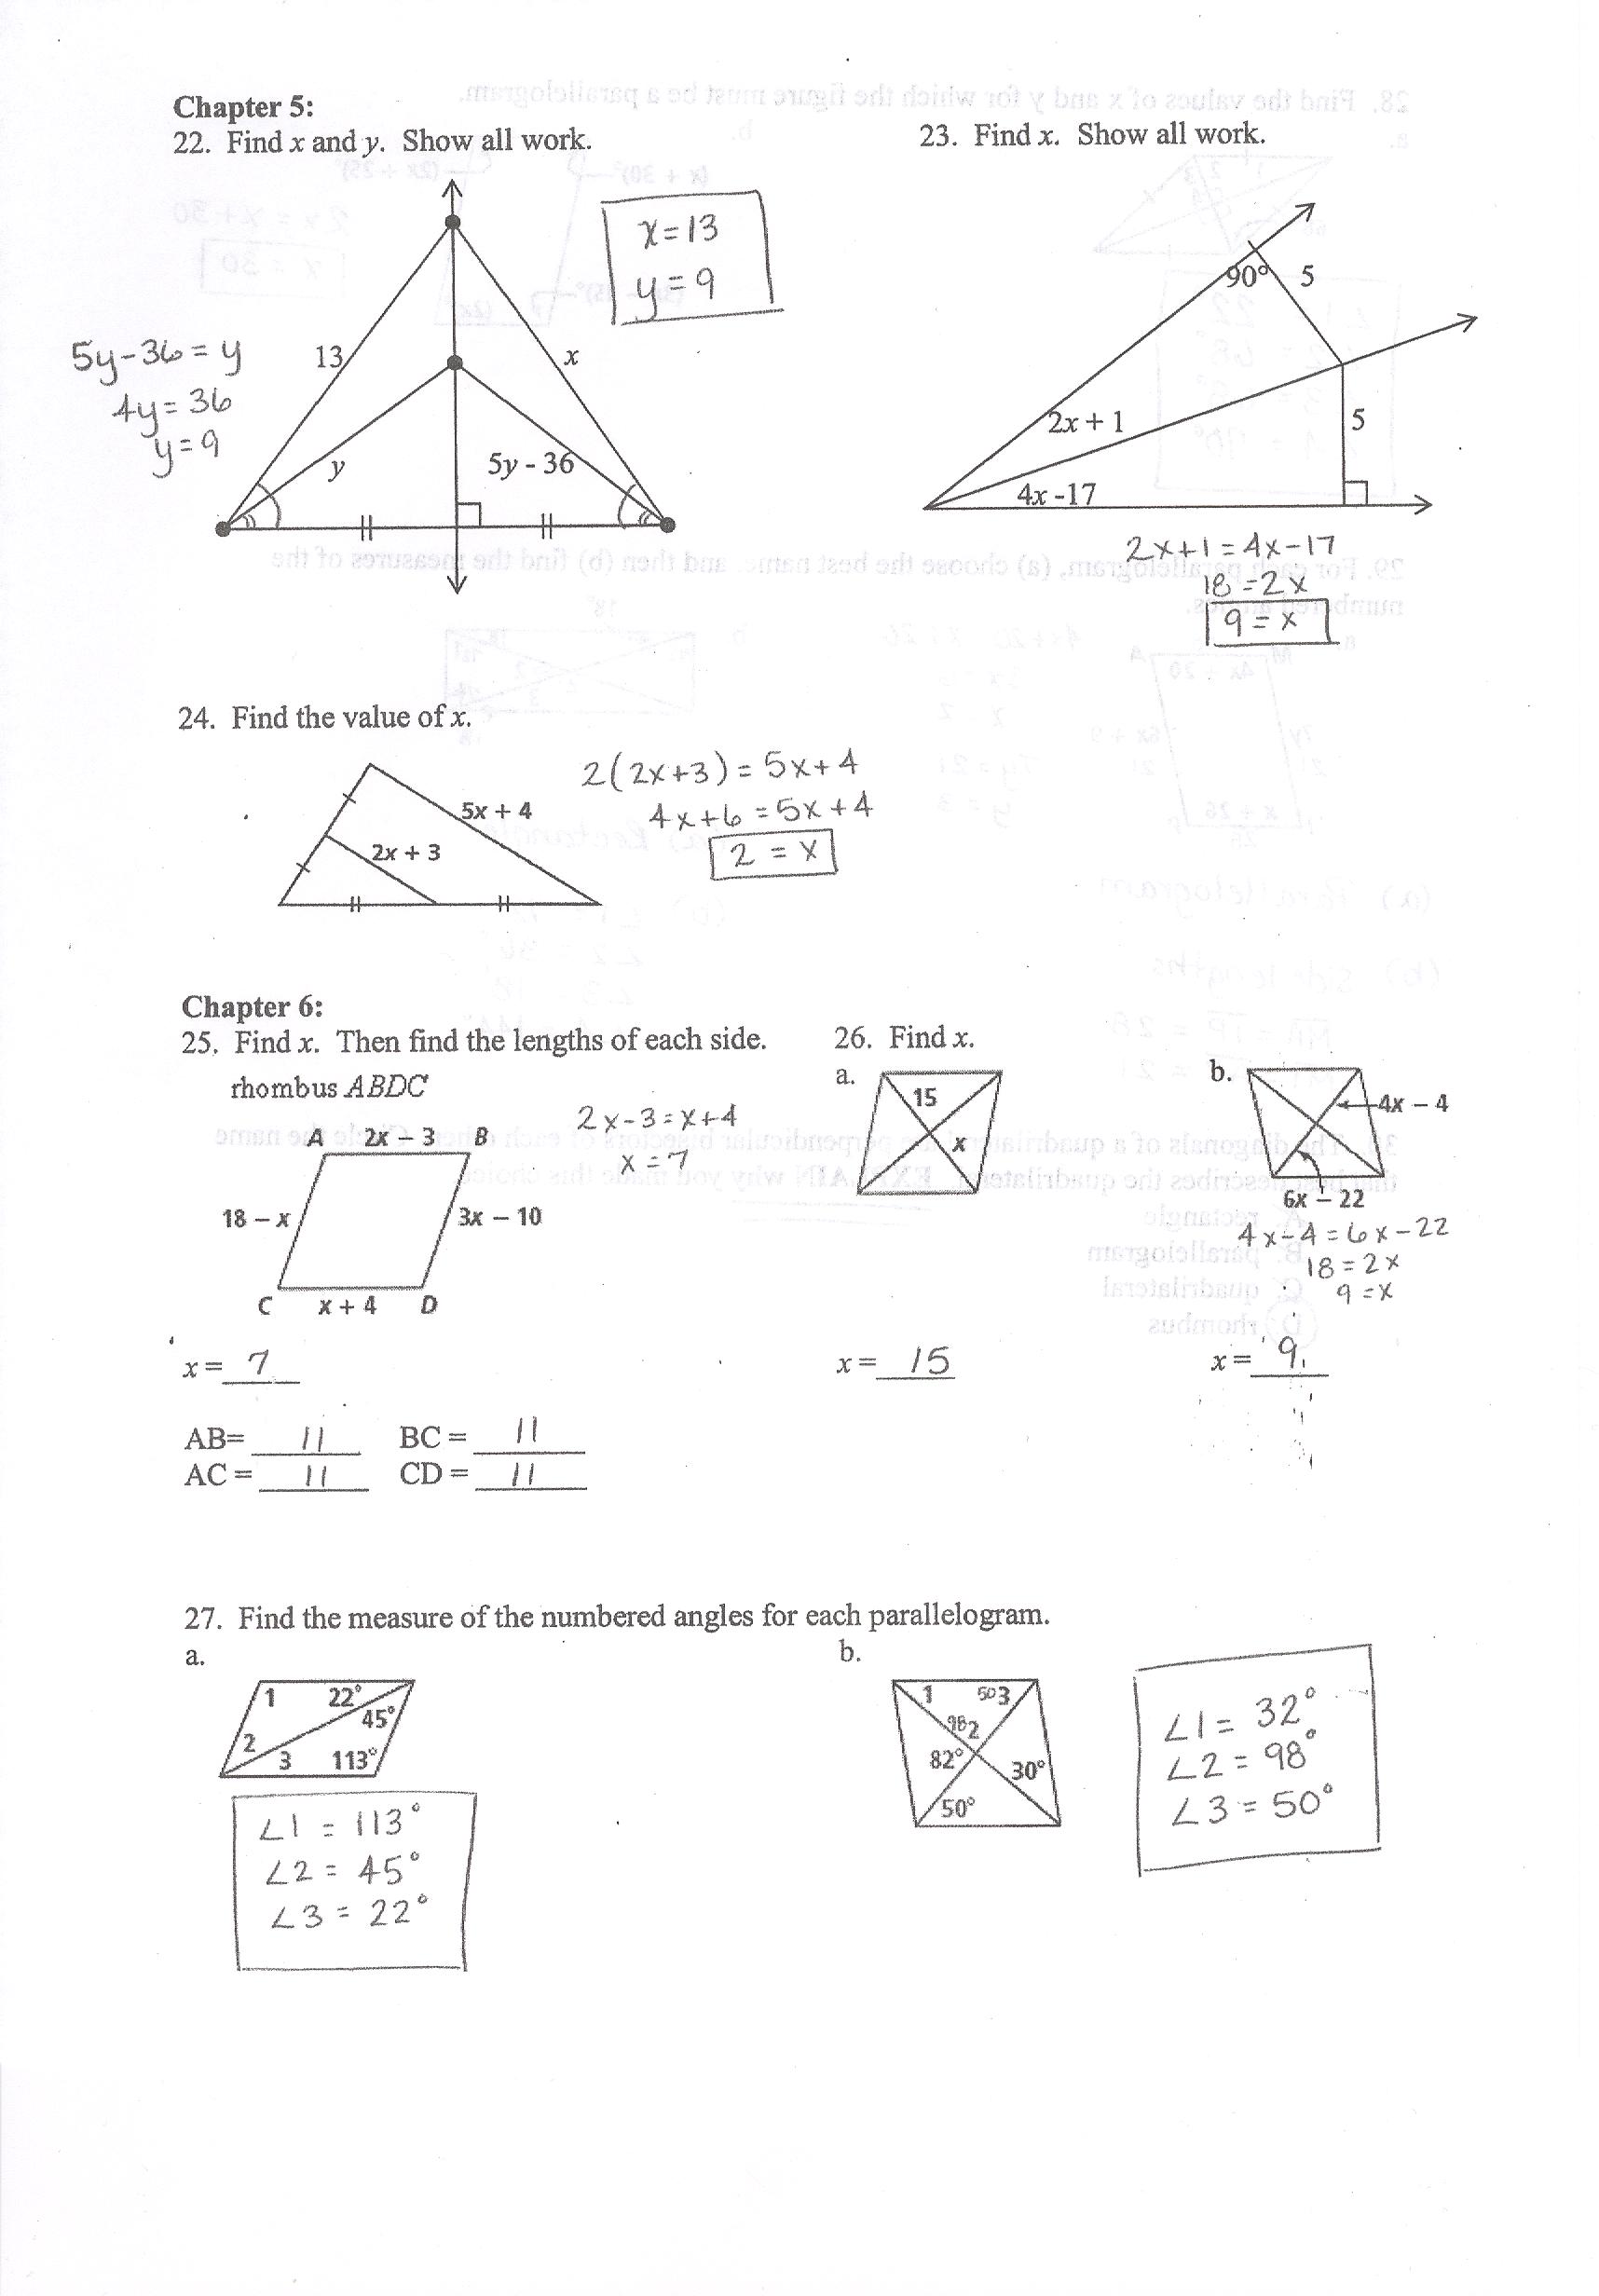 Chapter 5:
22. Find x and y. Show all work.
x = 13
y = 9
5y - 36 = y
4y = 36
y = 9
13
x
y
5y - 36
23. Find x. Show all work.
90°
5
2x + 1
5
4x -17
2x+1 = 4x-17
18 = 2x
9 = x
24. Find the value of x.
5x + 4
2x + 3
2(2x+3) = 5x+4
4x+6 = 5x+4
2 = x
Chapter 6:
25. Find x. Then find the lengths of each side.
rhombus ABDC
A 2x – 3 B
18 – x
3x – 10
C x + 4 D
2x-3 = x+4
x = 7
x = 7
AB= 11 BC = 11
AC = 11 CD = 11
26. Find x.
a.
15
x
x = 15
b.
4x – 4
6x – 22
4x-4 = 6x-22
18 = 2x
9 = x
x = 9
27. Find the measure of the numbered angles for each parallelogram.
a.
1 22°
45°
2
3 113°
∠1 = 113°
∠2 = 45°
∠3 = 22°
b.
1 50 3
98 2
82°
30°
50°
∠1 = 32°
∠2 = 98°
∠3 = 50°